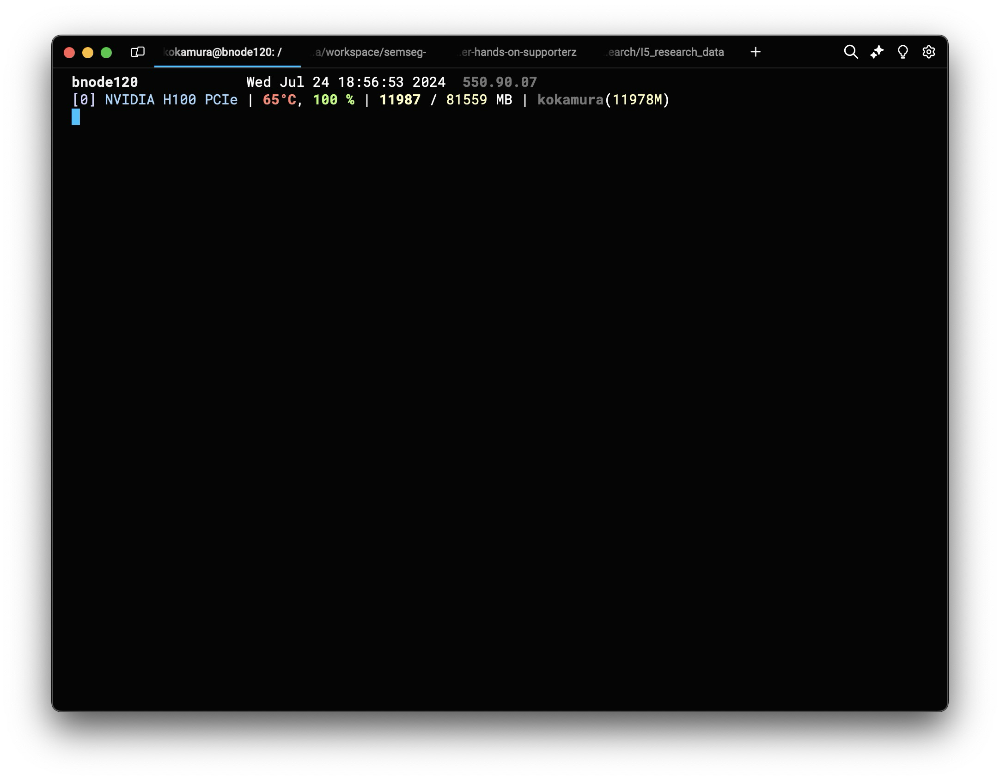 kokamura@bnode120: / ..a/workspace/semseg- ..er-hands-on-supporterz ..earch/I5_research_data +
bnode120 Wed Jul 24 18:56:53 2024 550.90.07
[0] NVIDIA H100 PCIe | 65°C, 100 % | 11987 / 81559 MB | kokamura(11978M)